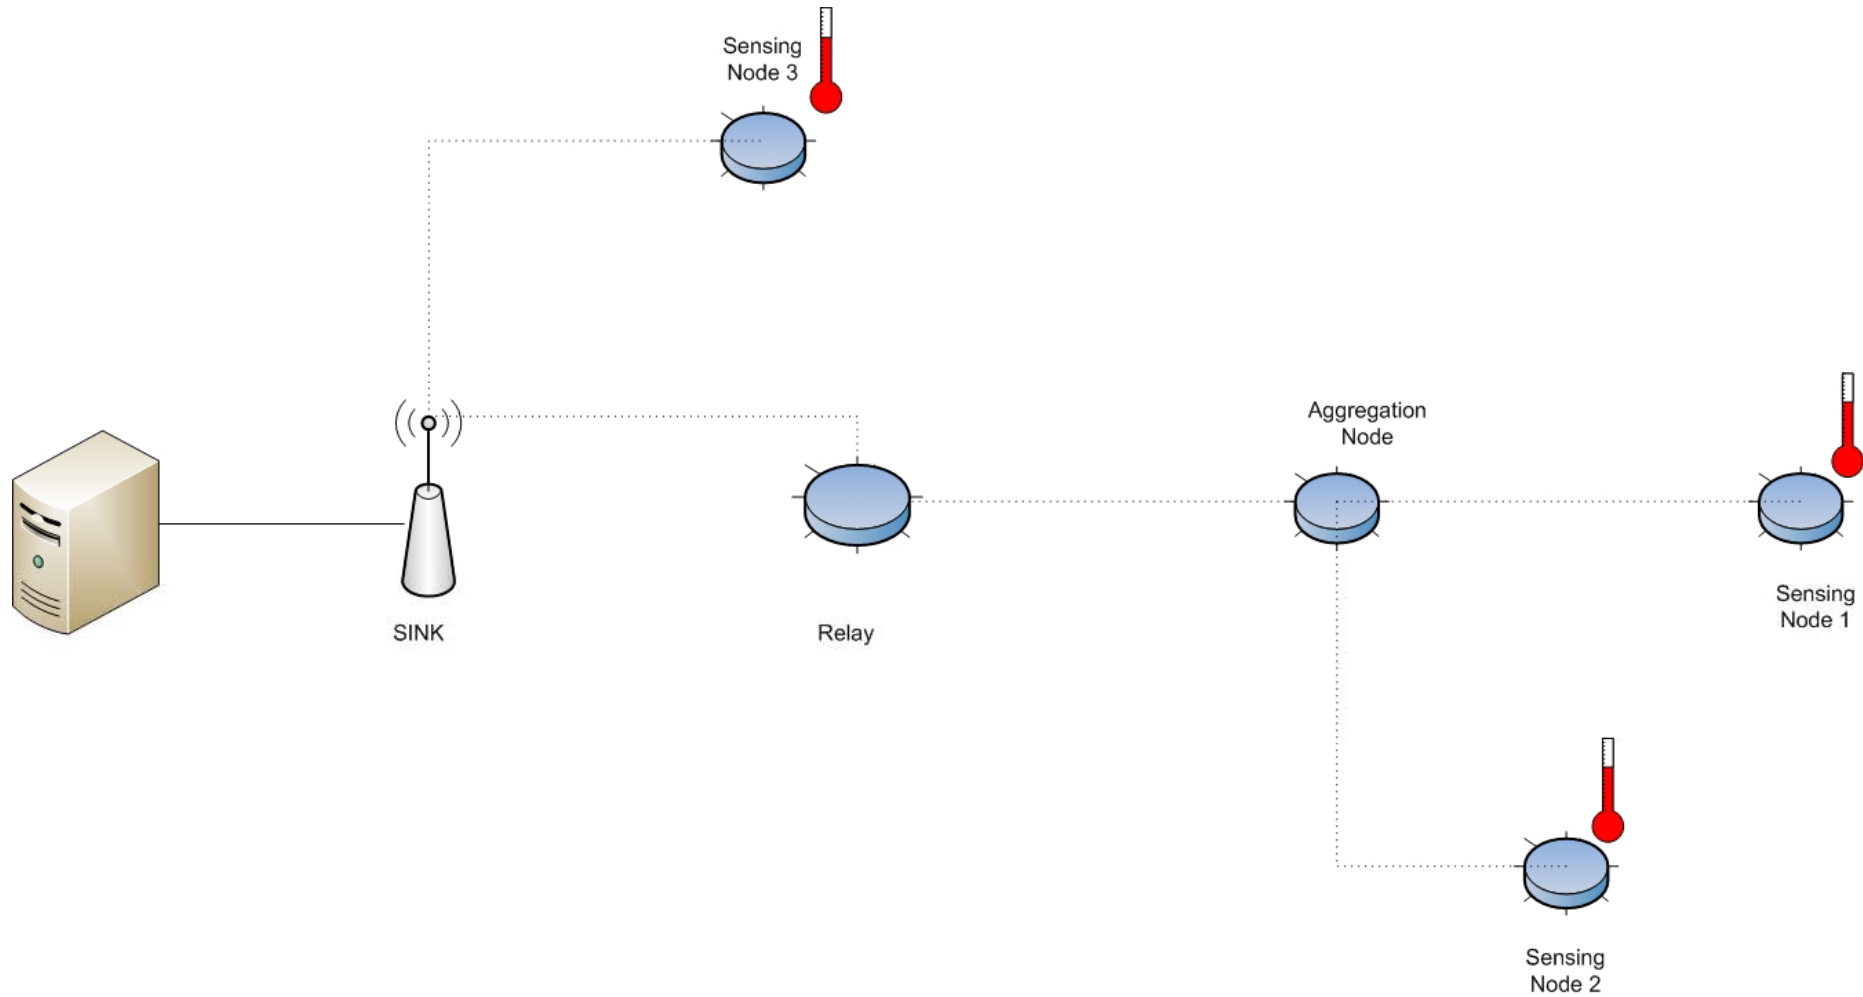 Sensing
Node 3
Aggregation
Node
Sensing
Node 1
SINK
Relay
Sensing
Node 2